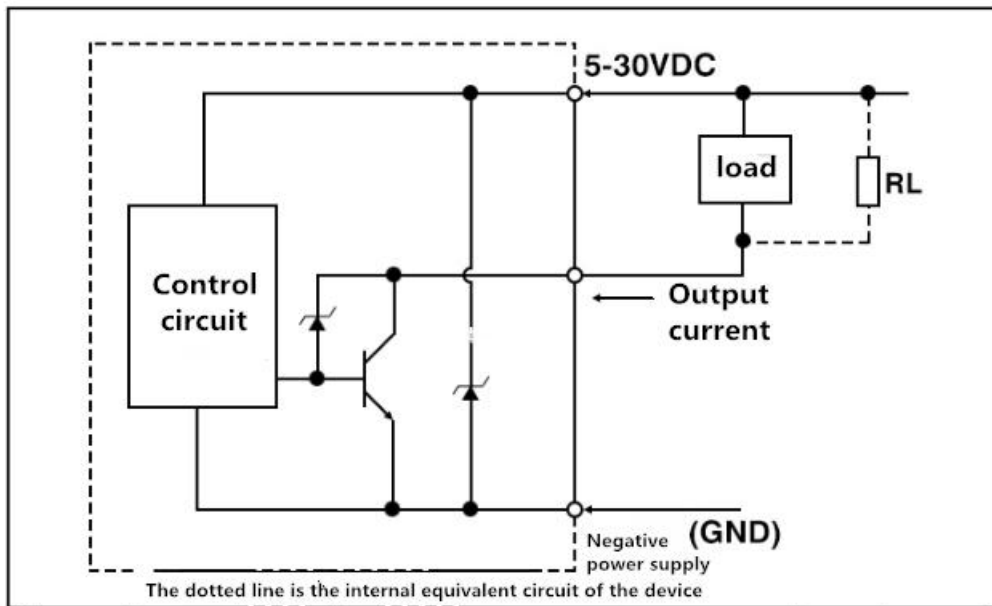 5-30VDC
load
RL
Control
circuit
Output
current
Negative
power supply
(GND)
The dotted line is the internal equivalent circuit of the device